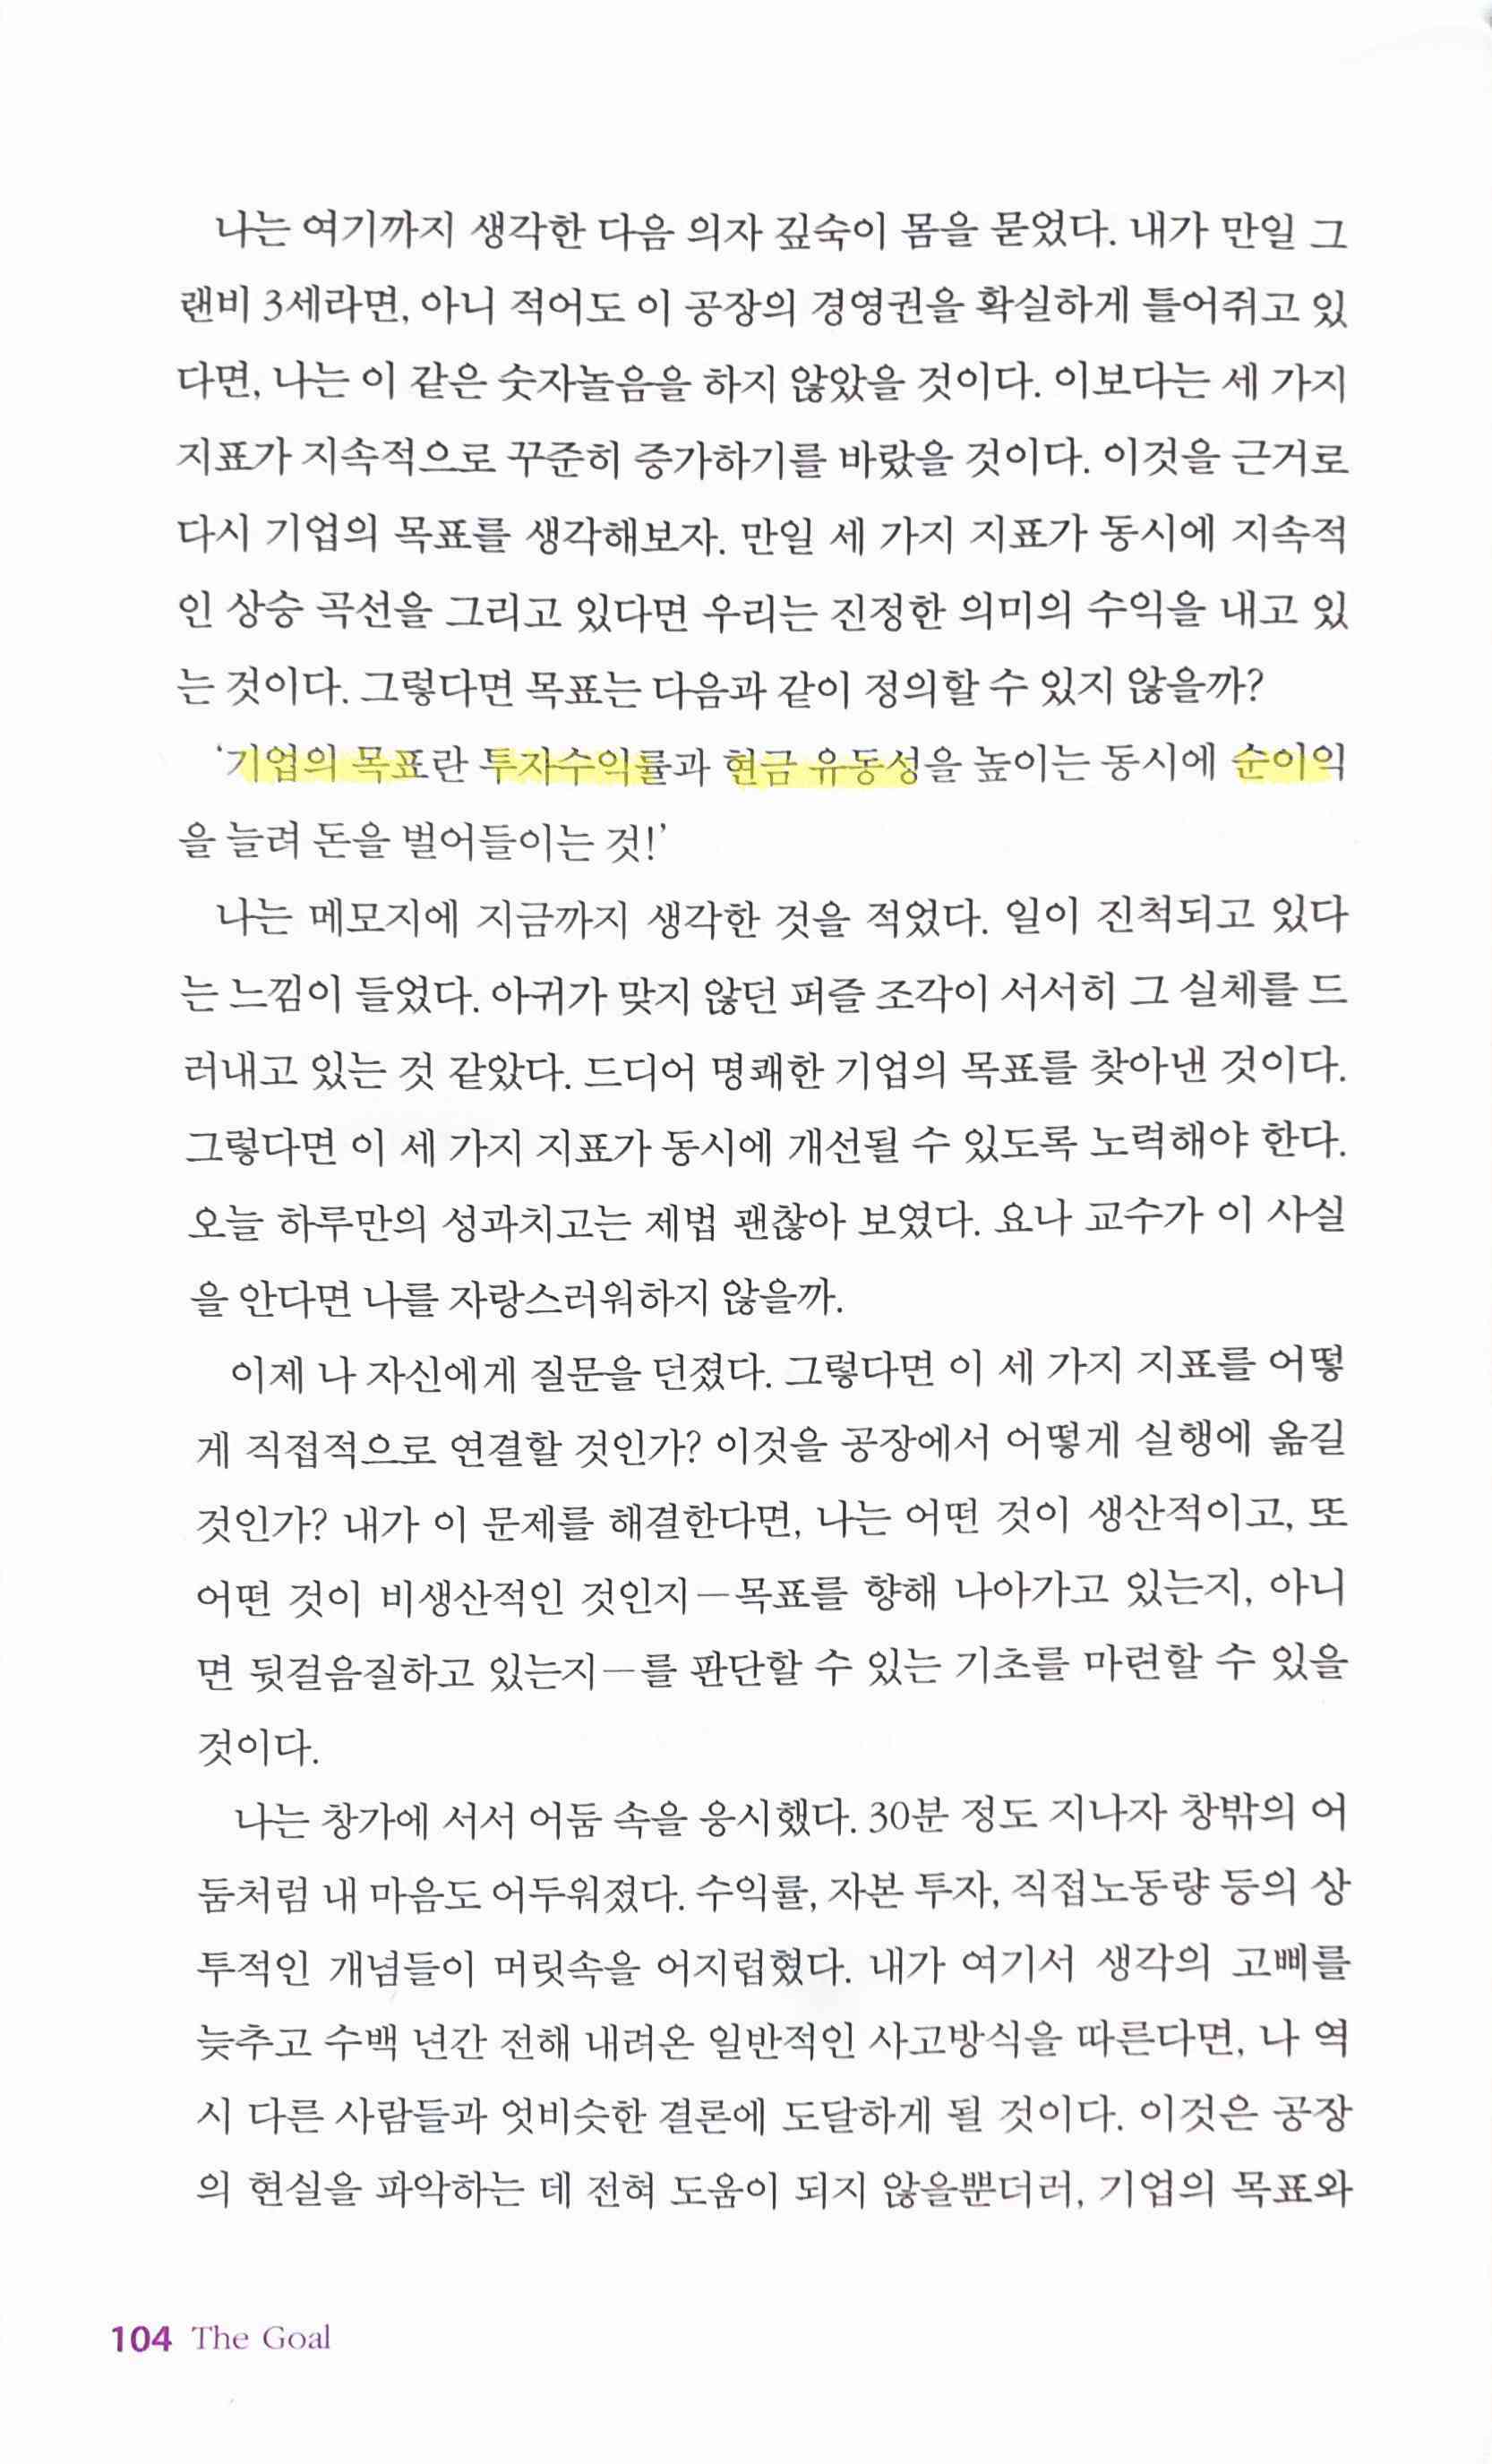 나는 여기까지 생각한 다음 의자 깊숙이 몸을 묻었다. 내가 만일 그
랜비 3세라면, 아니 적어도 이 공장의 경영권을 확실하게 틀어쥐고 있
다면, 나는 이 같은 숫자놀음을 하지 않았을 것이다. 이보다는 세 가지
지표가 지속적으로 꾸준히 증가하기를 바랐을 것이다. 이것을 근거로
다시 기업의 목표를 생각해보자. 만일 세 가지 지표가 동시에 지속적
인 상승 곡선을 그리고 있다면 우리는 진정한 의미의 수익을 내고 있
는 것이다. 그렇다면 목표는 다음과 같이 정의할 수 있지 않을까?
‘기업의 목표란 투자수익률과 현금 유동성을 높이는 동시에 순이익
을 늘려 돈을 벌어들이는 것!’
나는 메모지에 지금까지 생각한 것을 적었다. 일이 진척되고 있다
는 느낌이 들었다. 아귀가 맞지 않던 퍼즐 조각이 서서히 그 실체를 드
러내고 있는 것 같았다. 드디어 명쾌한 기업의 목표를 찾아낸 것이다.
그렇다면 이 세 가지 지표가 동시에 개선될 수 있도록 노력해야 한다.
오늘 하루만의 성과치고는 제법 괜찮아 보였다. 요나 교수가 이 사실
을 안다면 나를 자랑스러워하지 않을까.
이제 나 자신에게 질문을 던졌다. 그렇다면 이 세 가지 지표를 어떻
게 직접적으로 연결할 것인가? 이것을 공장에서 어떻게 실행에 옮길
것인가? 내가 이 문제를 해결한다면, 나는 어떤 것이 생산적이고, 또
어떤 것이 비생산적인 것인지—목표를 향해 나아가고 있는지, 아니
면 뒷걸음질하고 있는지—를 판단할 수 있는 기초를 마련할 수 있을
것이다.
나는 창가에 서서 어둠 속을 응시했다. 30분 정도 지나자 창밖의 어
둠처럼 내 마음도 어두워졌다. 수익률, 자본 투자, 직접노동량 등의 상
투적인 개념들이 머릿속을 어지럽혔다. 내가 여기서 생각의 고삐를
늦추고 수백 년간 전해 내려온 일반적인 사고방식을 따른다면, 나 역
시 다른 사람들과 엇비슷한 결론에 도달하게 될 것이다. 이것은 공장
의 현실을 파악하는 데 전혀 도움이 되지 않을뿐더러, 기업의 목표와
104 The Goal